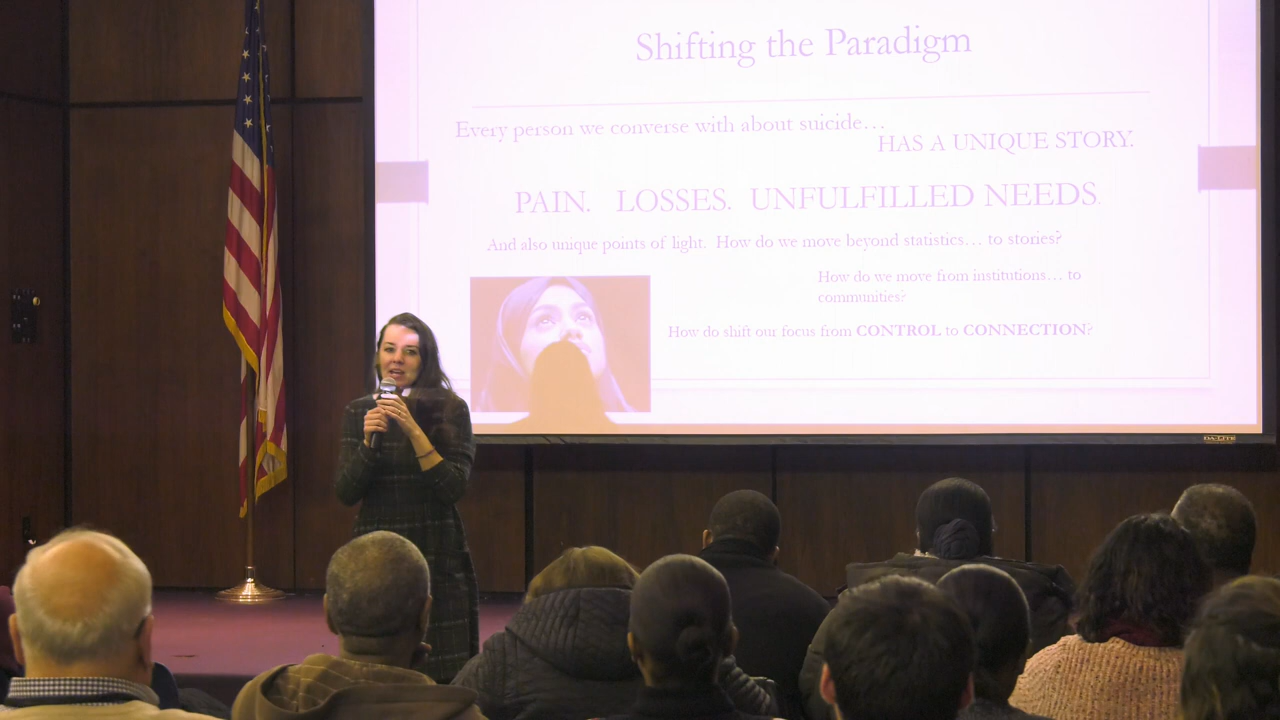 Shifting the Paradigm
Every person we converse with about suicide…
HAS A UNIQUE STORY.
PAIN. LOSSES. UNFULFILLED NEEDS.
And also unique points of light. How do we move beyond statistics… to stories?
How do we move from institutions… to
communities?
How do shift our focus from CONTROL to CONNECTION?
DA-LITE